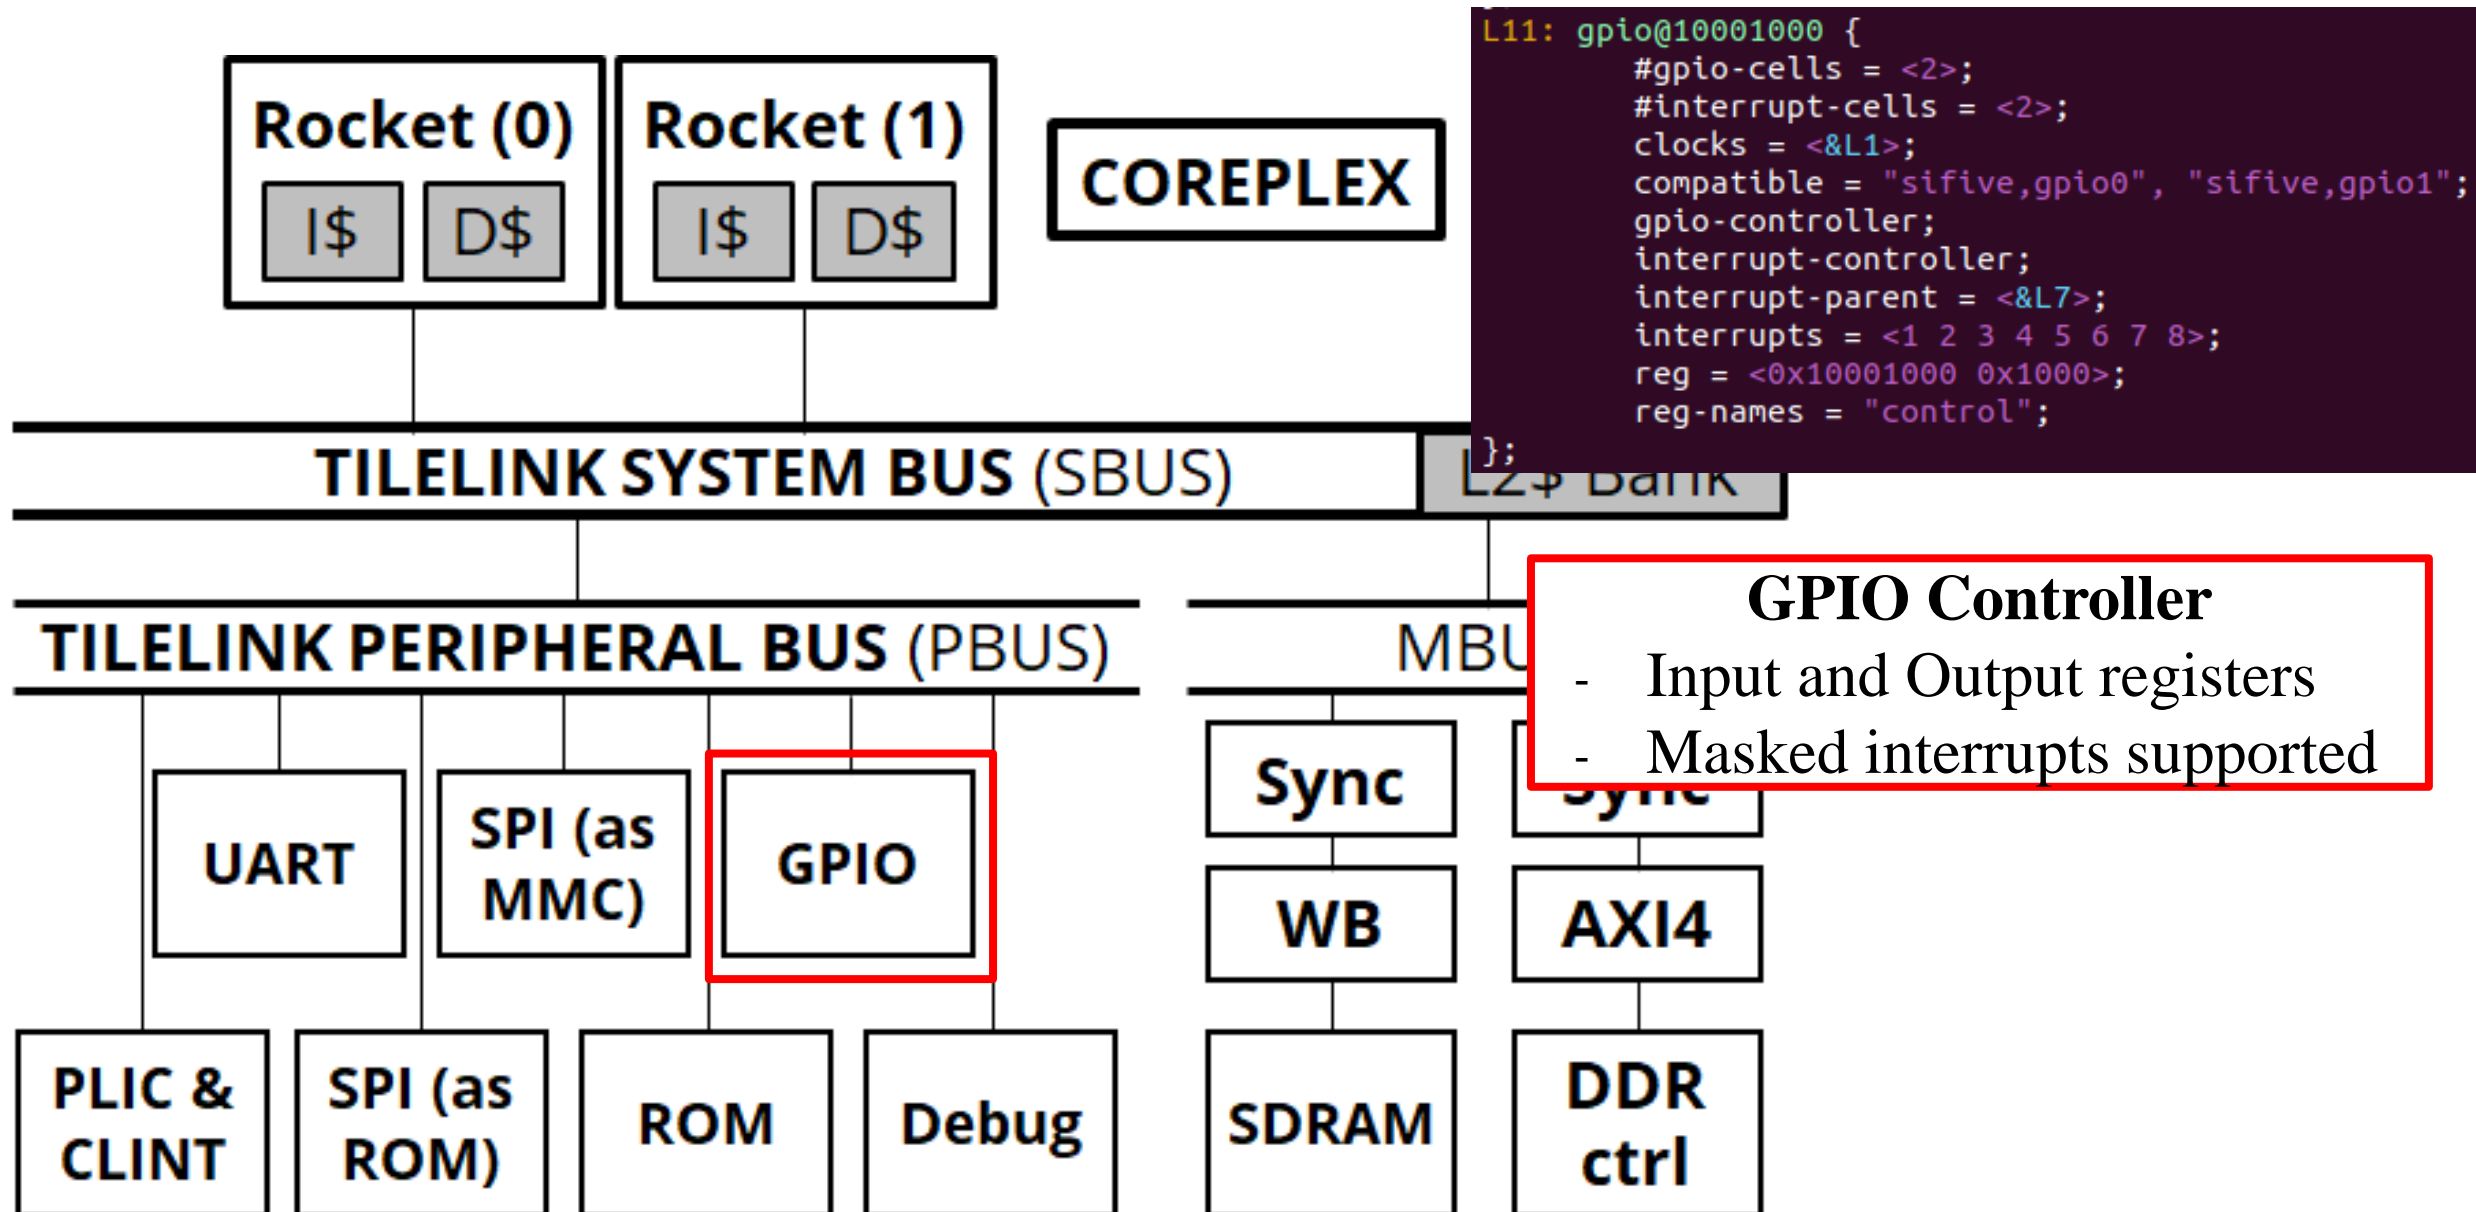 L11: gpio@10001000 {
#gpio-cells = <2>;
#interrupt-cells = <2>;
clocks = <&L1>;
compatible = "sifive,gpio0", "sifive,gpio1";
gpio-controller;
interrupt-controller;
interrupt-parent = <&L7>;
interrupts = <1 2 3 4 5 6 7 8>;
reg = <0x10001000 0x1000>;
reg-names = "control";
};
Rocket (0)
I$ D$
Rocket (1)
I$ D$
COREPLEX
TILELINK SYSTEM BUS (SBUS)
L2$ Bank
TILELINK PERIPHERAL BUS (PBUS)
MBU
GPIO Controller
- Input and Output registers
- Masked interrupts supported
UART
SPI (as
MMC)
GPIO
PLIC &
CLINT
SPI (as
ROM)
ROM
Debug
Sync
WB
SDRAM
Sync
AXI4
DDR
ctrl